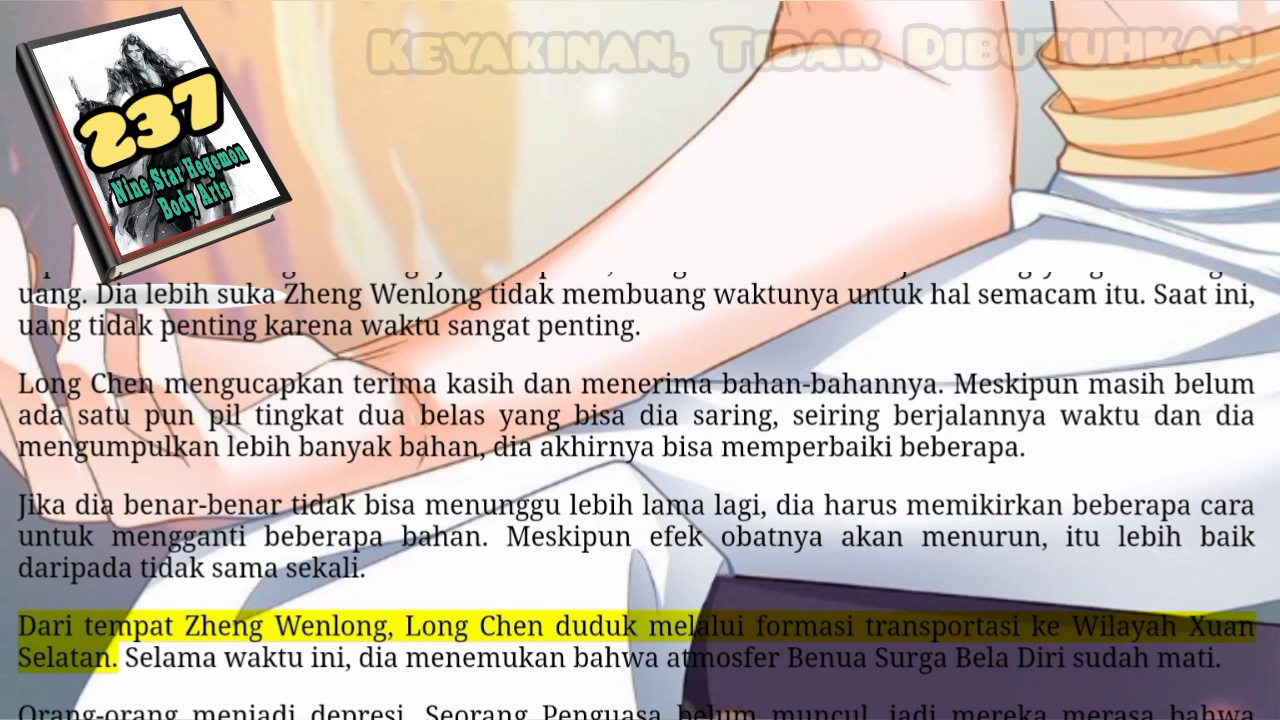 KEYAKINAN, TIDAK DIBUTUHKAN
237
Nine Star Hegemon
Body Arts
uang. Dia lebih suka Zheng Wenlong tidak membuang waktunya untuk hal semacam itu. Saat ini,
uang tidak penting karena waktu sangat penting.
Long Chen mengucapkan terima kasih dan menerima bahan-bahannya. Meskipun masih belum
ada satu pun pil tingkat dua belas yang bisa dia saring, seiring berjalannya waktu dan dia
mengumpulkan lebih banyak bahan, dia akhirnya bisa memperbaiki beberapa.
Jika dia benar-benar tidak bisa menunggu lebih lama lagi, dia harus memikirkan beberapa cara
untuk mengganti beberapa bahan. Meskipun efek obatnya akan menurun, itu lebih baik
daripada tidak sama sekali.
Dari tempat Zheng Wenlong, Long Chen duduk melalui formasi transportasi ke Wilayah Xuan
Selatan. Selama waktu ini, dia menemukan bahwa atmosfer Benua Surga Bela Diri sudah mati.
Orang-orang menjadi depresi. Seorang Penguasa belum muncul, jadi mereka merasa bahwa